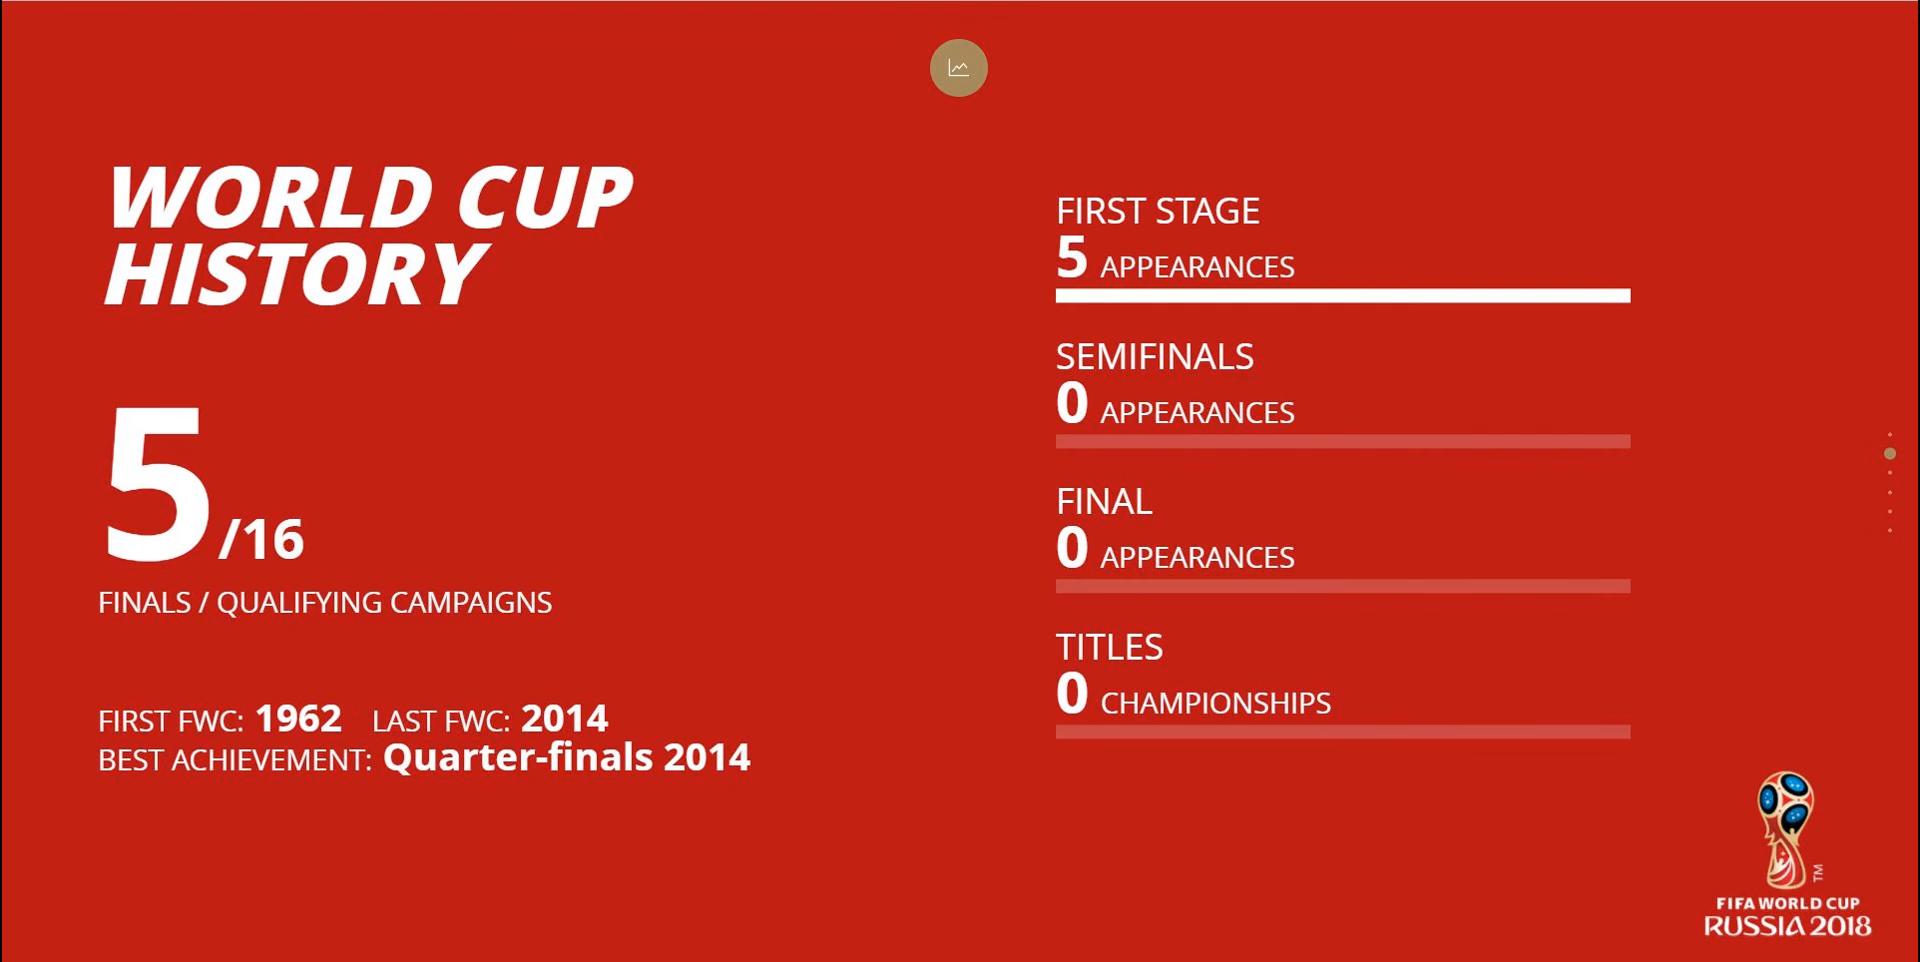 WORLD CUP
HISTORY
5/16
FINALS / QUALIFYING CAMPAIGNS
FIRST FWC: 1962 LAST FWC: 2014
BEST ACHIEVEMENT: Quarter-finals 2014
FIRST STAGE
5 APPEARANCES
SEMIFINALS
0 APPEARANCES
FINAL
0 APPEARANCES
TITLES
0 CHAMPIONSHIPS
TM
FIFA WORLD CUP
RUSSIA 2018